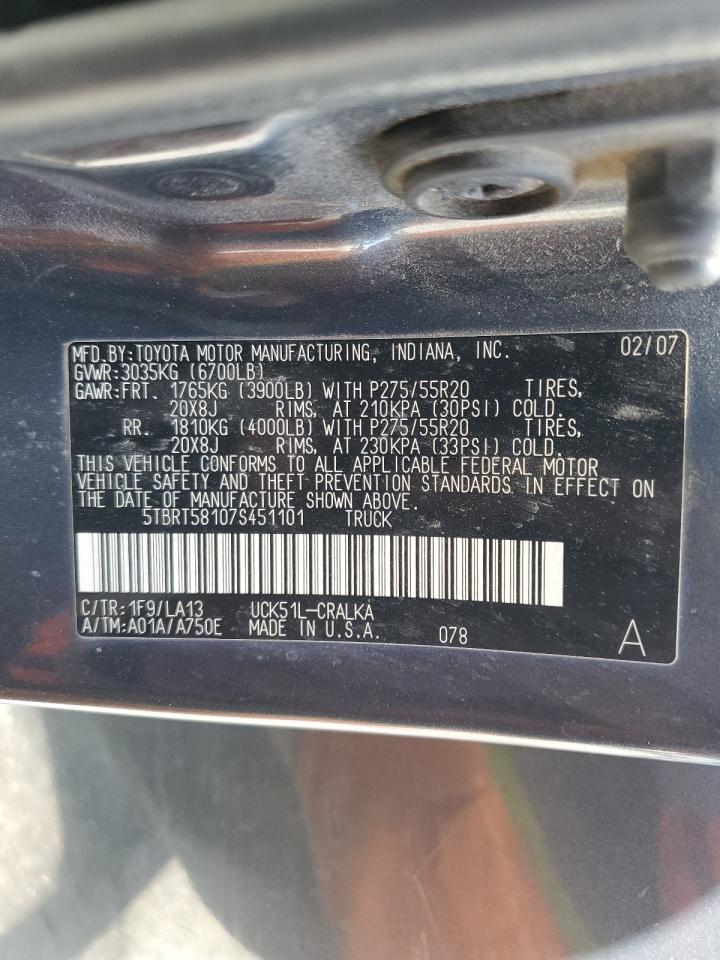 MFD.BY:TOYOTA MOTOR MANUFACTURING, INDIANA, INC. 02/07
GVWR:3035KG (6700LB)
GAWR:FRT. 1765KG (3900LB) WITH P275/55R20 TIRES,
20X8J RIMS, AT 210KPA (30PSI) COLD.
RR. 1810KG (4000LB) WITH P275/55R20 TIRES,
20X8J RIMS, AT 230KPA (33PSI) COLD.
THIS VEHICLE CONFORMS TO ALL APPLICABLE FEDERAL MOTOR
VEHICLE SAFETY AND THEFT PREVENTION STANDARDS IN EFFECT ON
THE DATE OF MANUFACTURE SHOWN ABOVE.
5TBRT58107S451101 TRUCK
C/TR:1F9/LA13 UCK51L-CRALKA
A/TM:A01A/A750E MADE IN U.S.A. 078 A